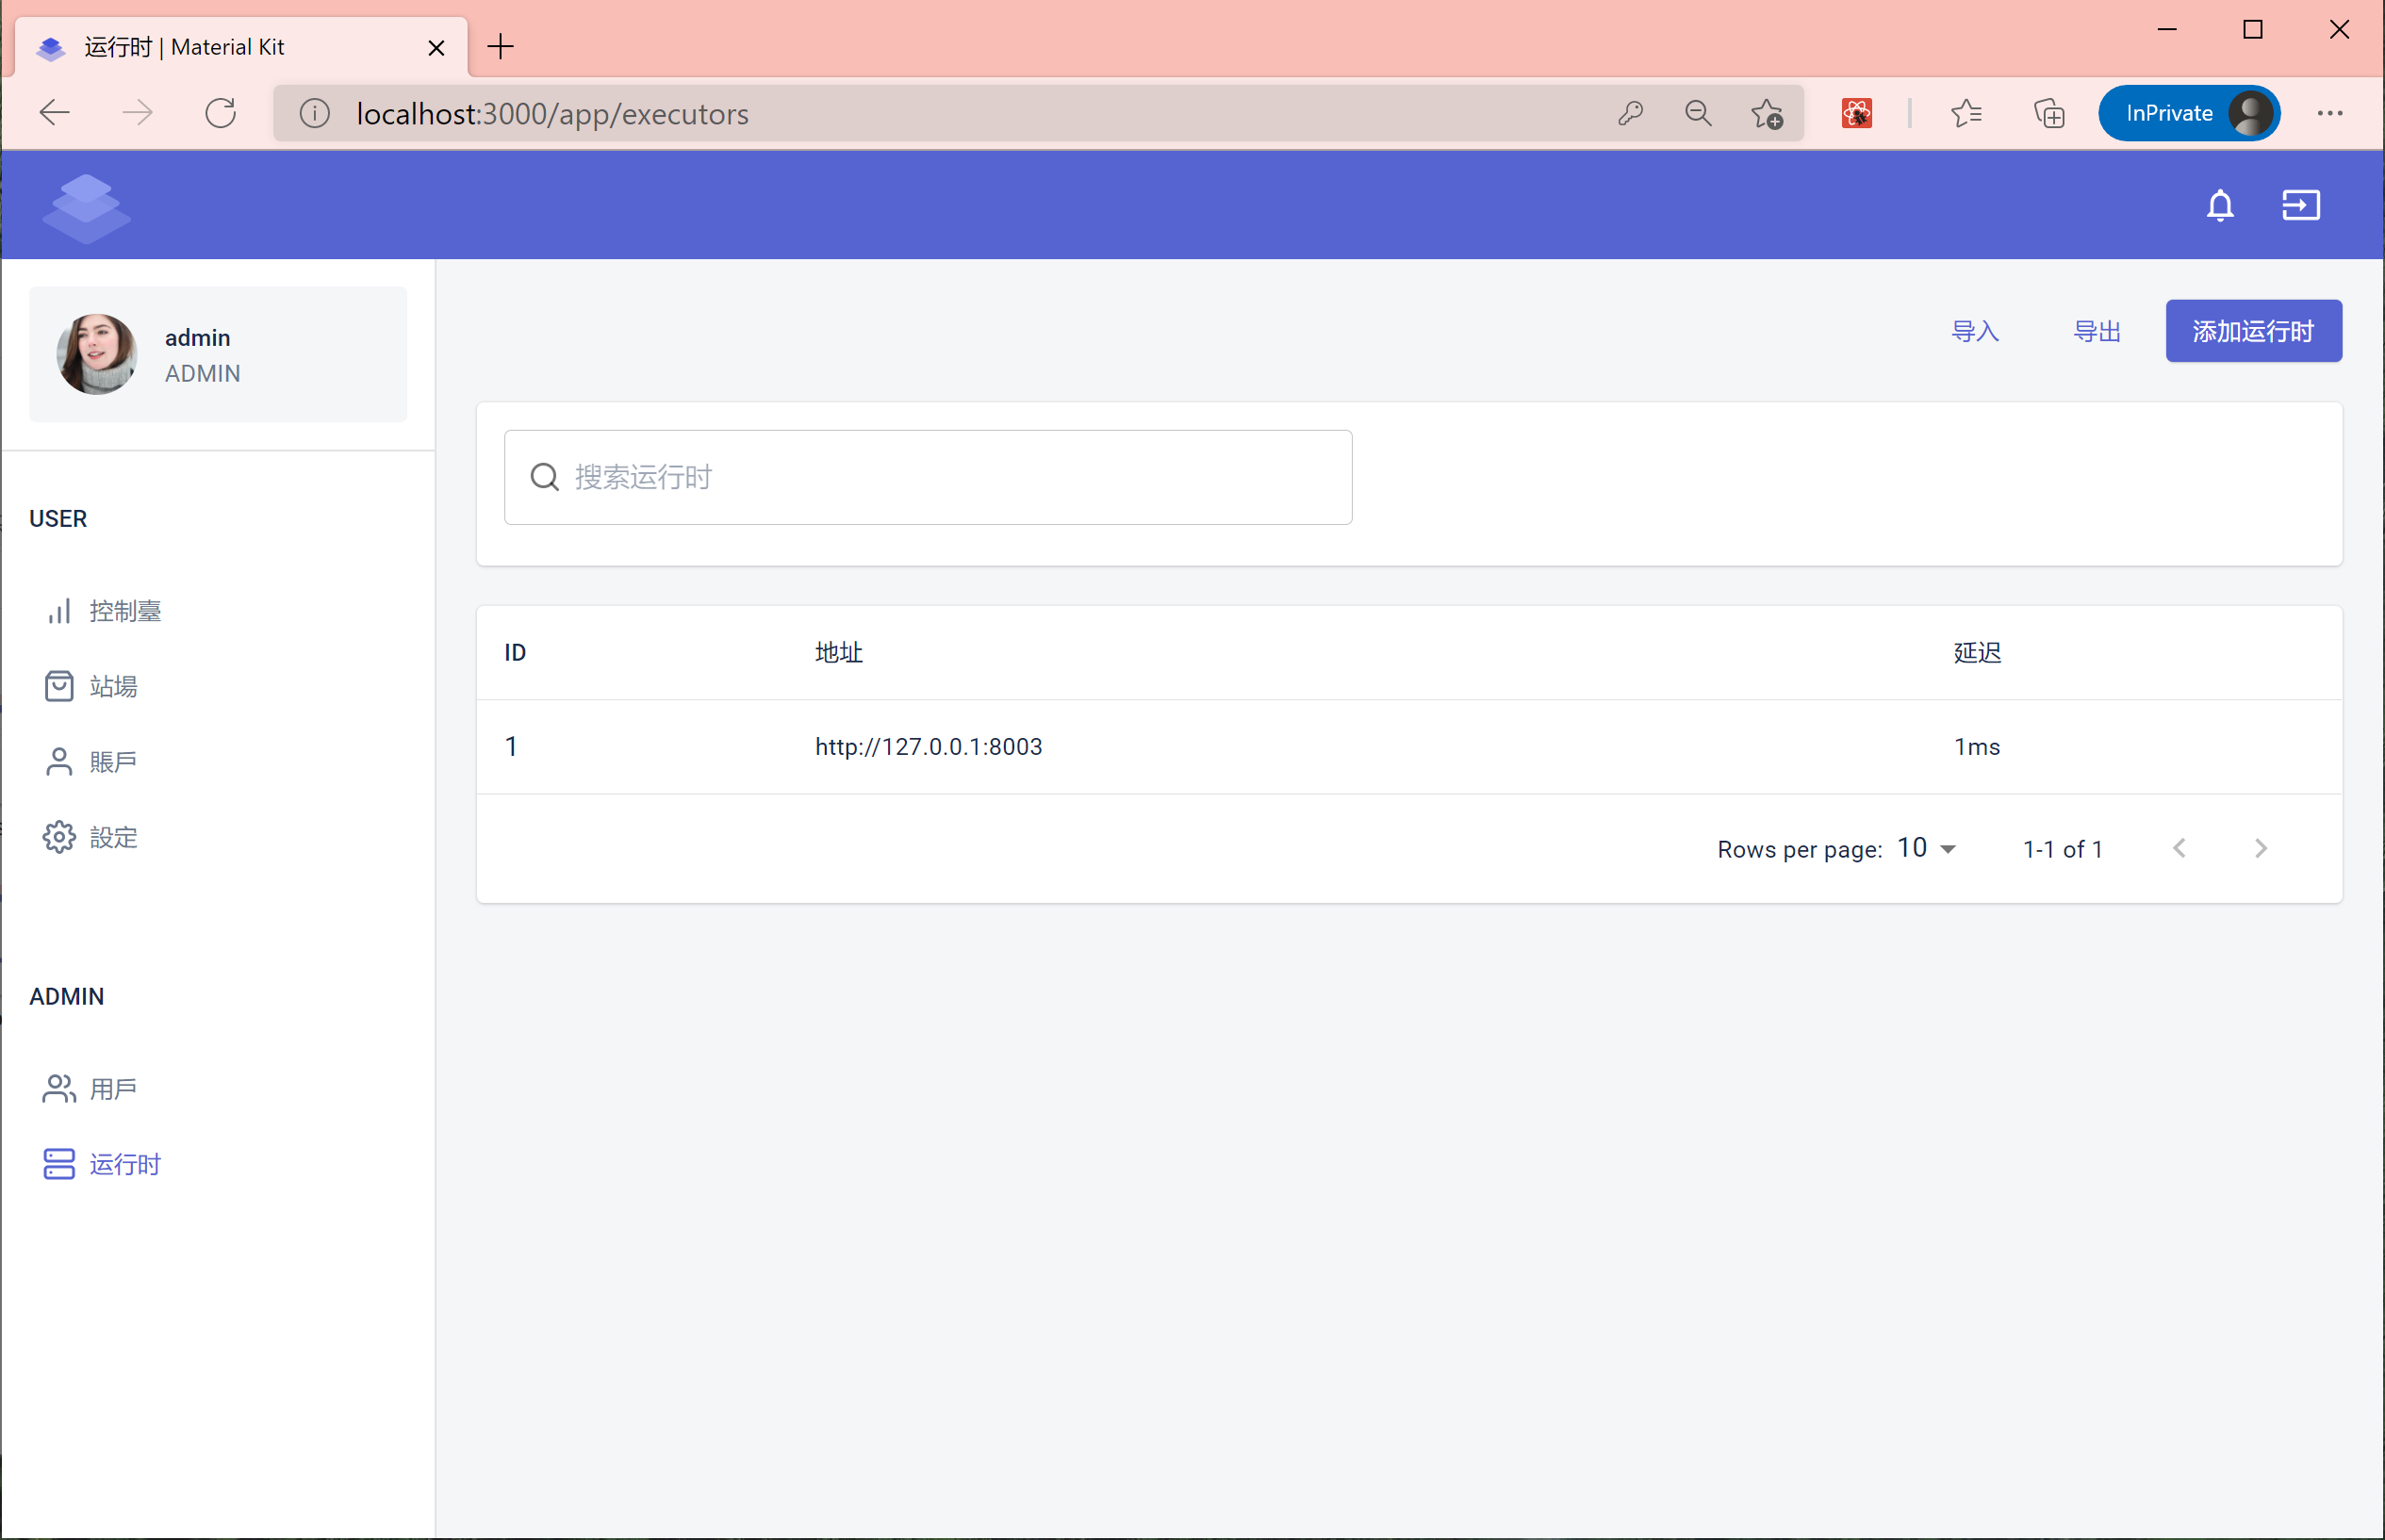 运行时 | Material Kit
localhost:3000/app/executors
InPrivate
admin
ADMIN
导入
导出
添加运行时
搜索运行时
USER
控制臺
站場
賬戶
設定
ADMIN
用戶
运行时
ID 地址 延迟
1 http://127.0.0.1:8003 1ms
Rows per page: 10 1-1 of 1